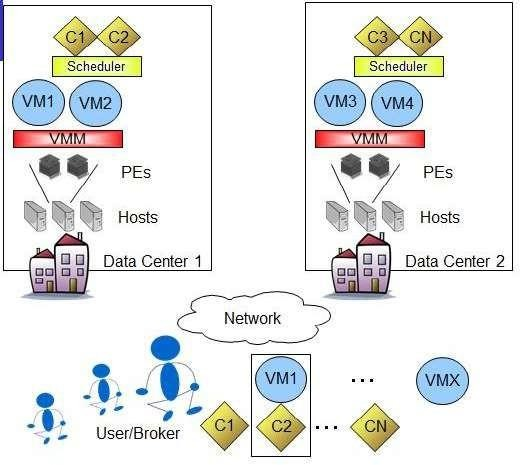 C1 C2
Scheduler
VM1 VM2
VMM
PEs
Hosts
Data Center 1
C3 CN
Scheduler
VM3 VM4
VMM
PEs
Hosts
Data Center 2
Network
VM1 ... VMX
User/Broker C1 C2 ... CN